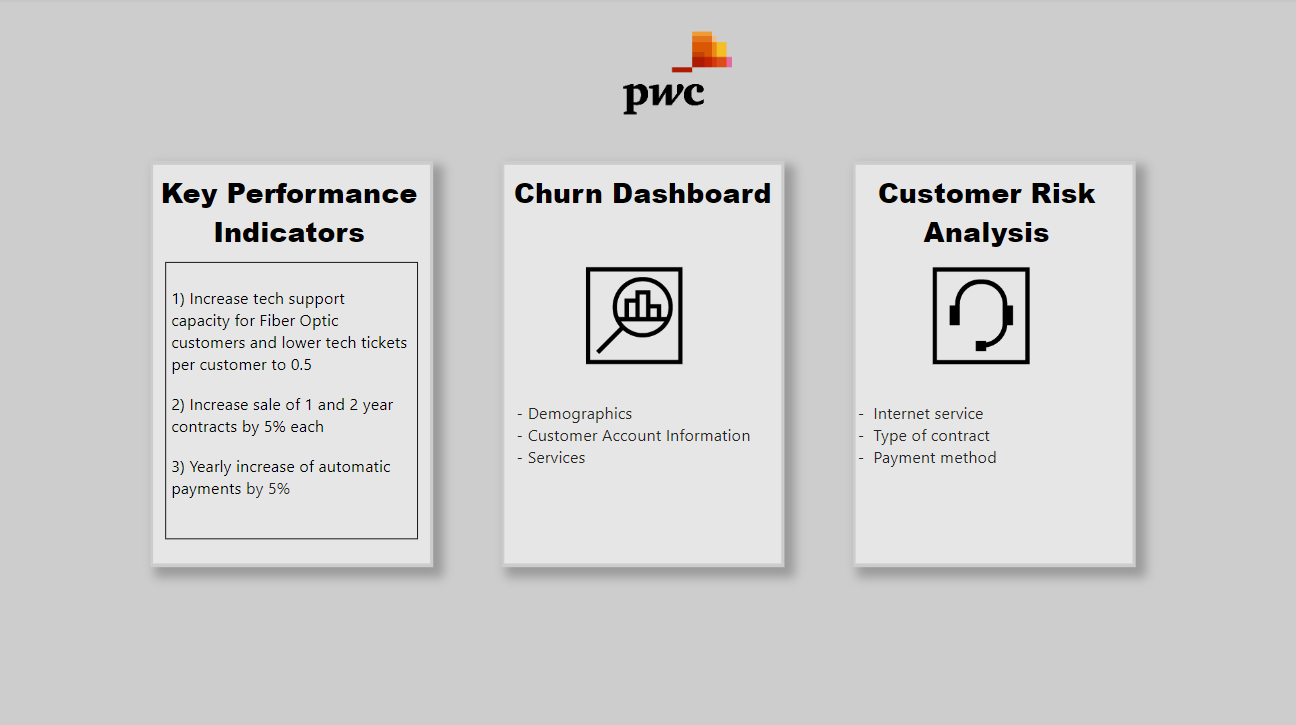 pwc
Key Performance
Indicators
1) Increase tech support
capacity for Fiber Optic
customers and lower tech tickets
per customer to 0.5
2) Increase sale of 1 and 2 year
contracts by 5% each
3) Yearly increase of automatic
payments by 5%
Churn Dashboard
- Demographics
- Customer Account Information
- Services
Customer Risk
Analysis
- Internet service
- Type of contract
- Payment method